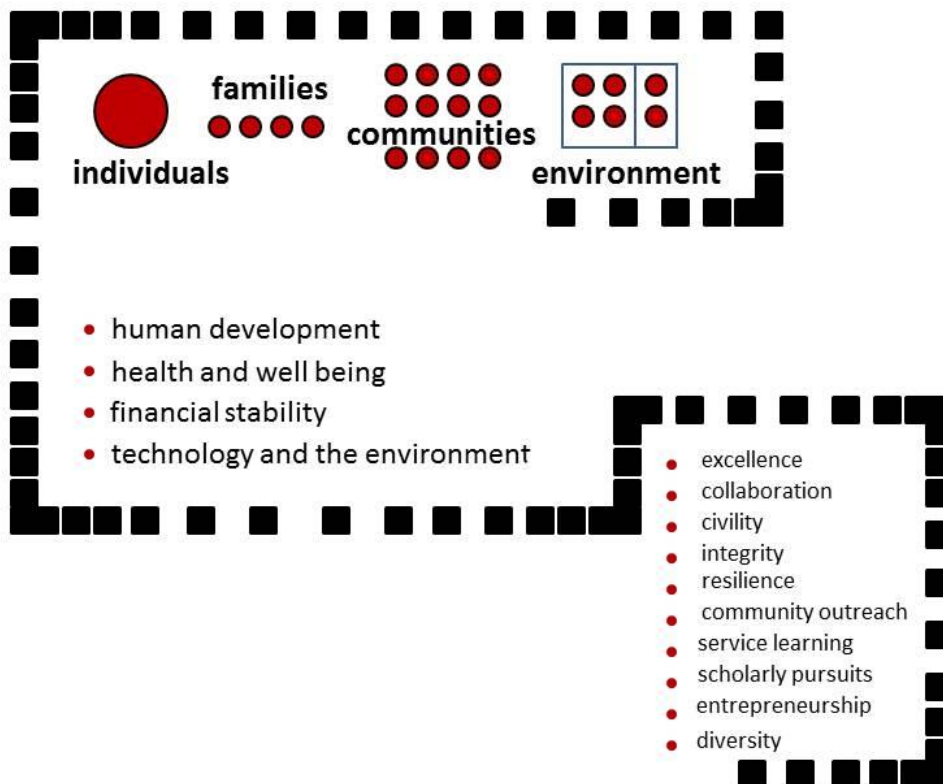 families
communities
individuals
environment
human development
health and well being
financial stability
technology and the environment
excellence
collaboration
civility
integrity
resilience
community outreach
service learning
scholarly pursuits
entrepreneurship
diversity